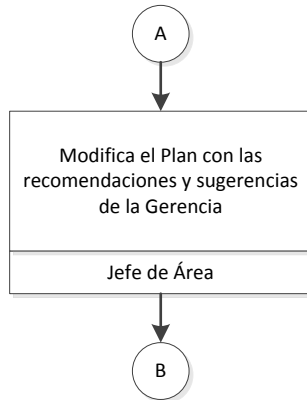 A
Modifica el Plan con las
recomendaciones y sugerencias
de la Gerencia
Jefe de Área
B